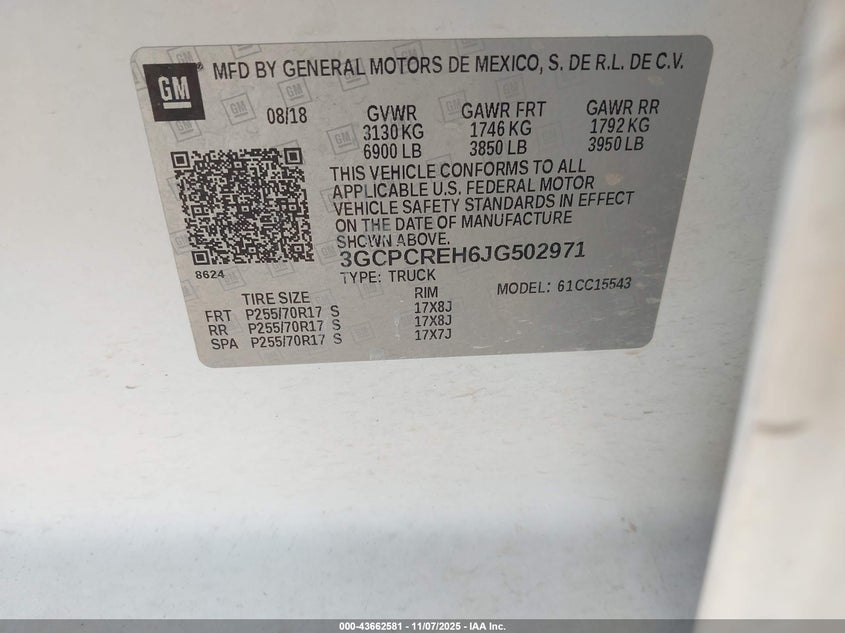 GM
MFD BY GENERAL MOTORS DE MEXICO, S. DE R.L. DE C.V.
08/18 GVWR GAWR FRT GAWR RR
3130 KG 1746 KG 1792 KG
6900 LB 3850 LB 3950 LB
THIS VEHICLE CONFORMS TO ALL
APPLICABLE U.S. FEDERAL MOTOR
VEHICLE SAFETY STANDARDS IN EFFECT
ON THE DATE OF MANUFACTURE
SHOWN ABOVE.
3GCPCREH6JG502971
8624
TYPE: TRUCK
MODEL: 61CC15543
TIRE SIZE RIM
FRT P255/70R17 S 17X8J
RR P255/70R17 S 17X8J
SPA P255/70R17 S 17X7J
000-43662581 - 11/07/2025 - IAA Inc.